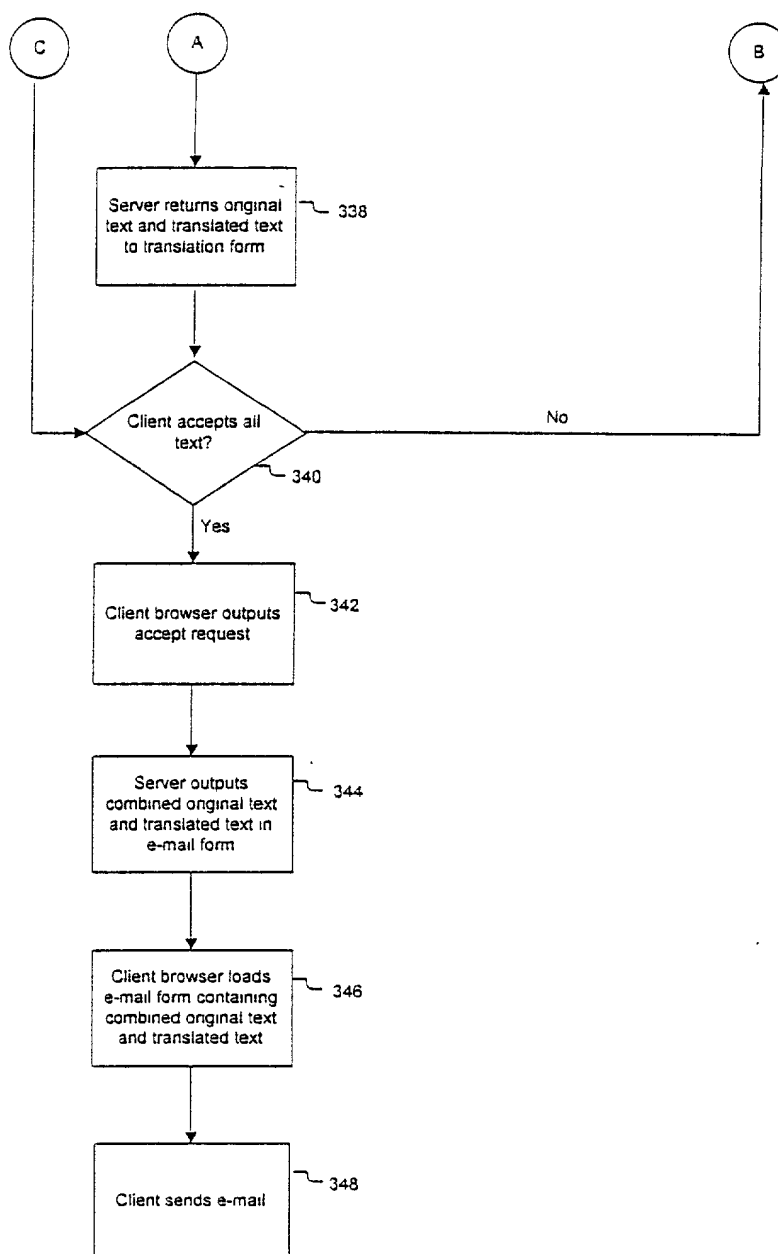 C
A
B
Server returns original
text and translated text
to translation form
338
Client accepts all
text?
No
340
Yes
Client browser outputs
accept request
342
Server outputs
combined original text
and translated text in
e-mail form
344
Client browser loads
e-mail form containing
combined original text
and translated text
346
Client sends e-mail
348